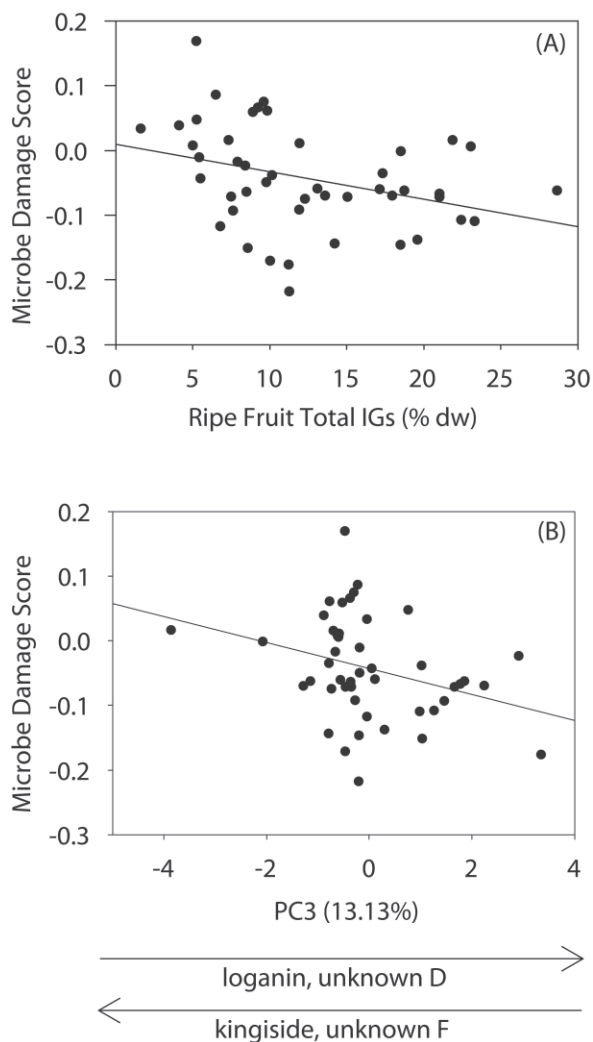 (A)
0.2
0.1
0.0
-0.1
-0.2
-0.3
Microbe Damage Score
0 5 10 15 20 25 30
Ripe Fruit Total IGs (% dw)
(B)
0.2
0.1
0.0
-0.1
-0.2
-0.3
Microbe Damage Score
-4 -2 0 2 4
PC3 (13.13%)
loganin, unknown D
kingiside, unknown F